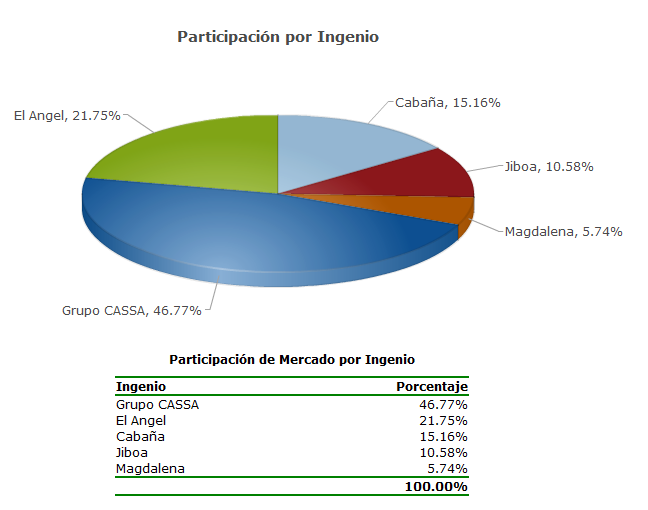 Participación por Ingenio
Cabaña, 15.16%
El Angel, 21.75%
Jiboa, 10.58%
Magdalena, 5.74%
Grupo CASSA, 46.77%
Participación de Mercado por Ingenio
Ingenio Porcentaje
Grupo CASSA 46.77%
El Angel 21.75%
Cabaña 15.16%
Jiboa 10.58%
Magdalena 5.74%
100.00%